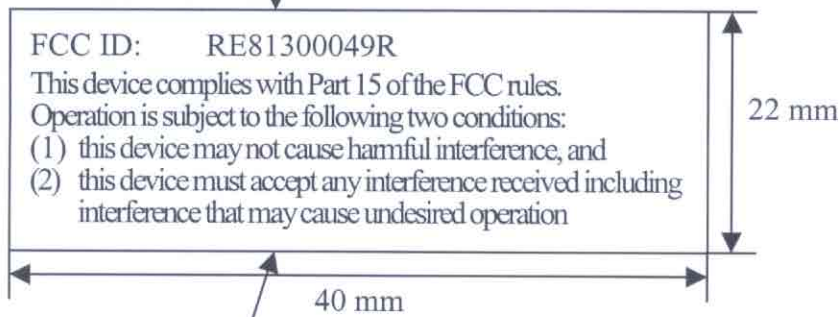 FCC ID: RE81300049R
This device complies with Part 15 of the FCC rules.
Operation is subject to the following two conditions:
(1) this device may not cause harmful interference, and
(2) this device must accept any interference received including
interference that may cause undesired operation
22 mm
40 mm